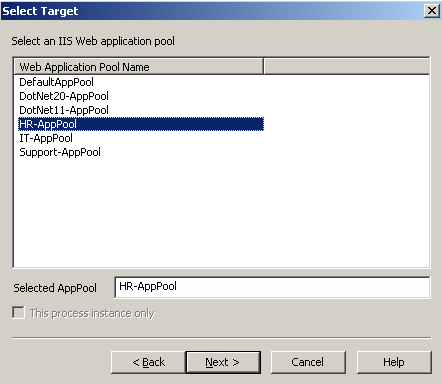 Select Target
Select an IIS Web application pool
Web Application Pool Name
DefaultAppPool
DotNet20-AppPool
DotNet11-AppPool
HR-AppPool
IT-AppPool
Support-AppPool
Selected AppPool HR-AppPool
This process instance only
< Back Next > Cancel Help